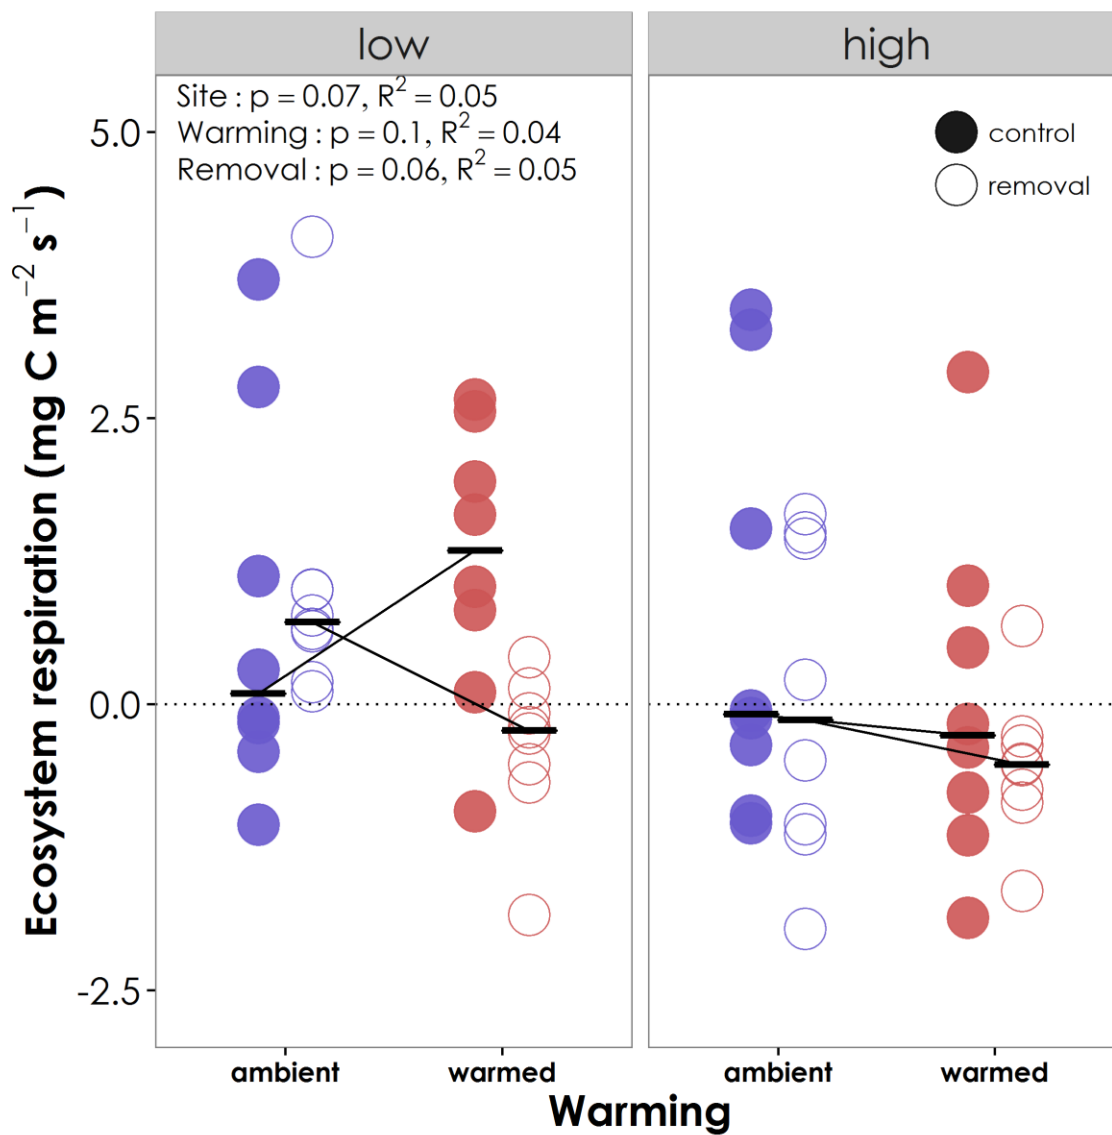 low
high
Site : p = 0.07, R² = 0.05
Warming : p = 0.1, R² = 0.04
Removal : p = 0.06, R² = 0.05
control
removal
5.0
2.5
0.0
-2.5
Ecosystem respiration (mg C m⁻² s⁻¹)
ambient
warmed
ambient
warmed
Warming